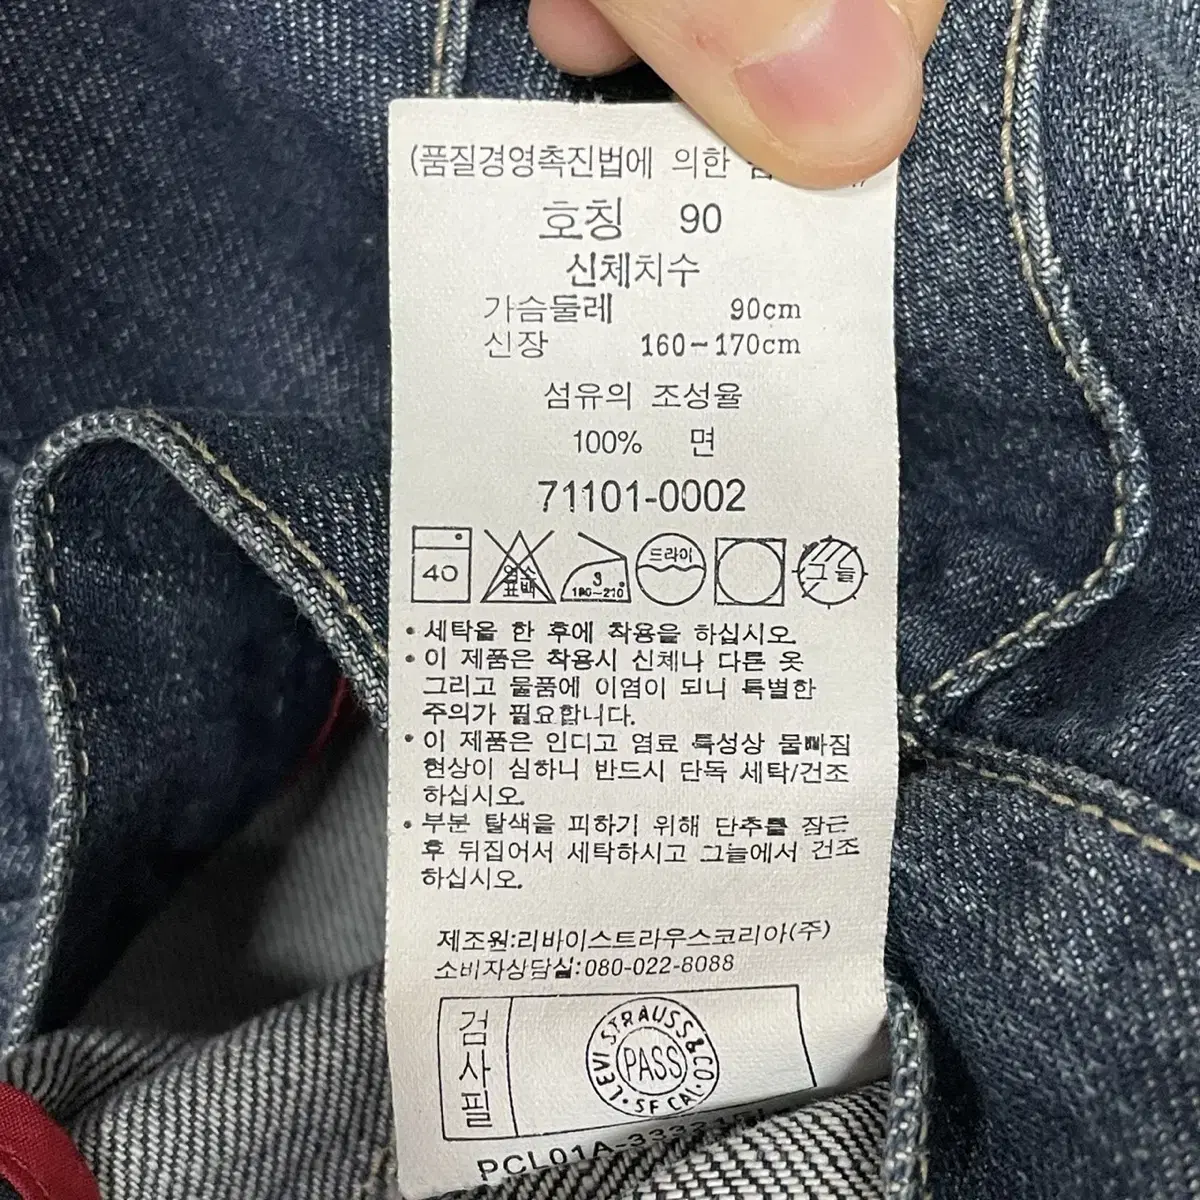 (품질경영촉진법에 의한
호칭 90
신체치수
가슴둘레 90cm
신장 160~170cm
섬유의 조성율
100% 면
71101-0002
40
염소
표백
3
180~210°
드라이
그늘
• 세탁을 한 후에 착용을 하십시오.
• 이 제품은 착용시 신체나 다른 옷
그리고 물품에 이염이 되니 특별한
주의가 필요합니다.
• 이 제품은 인디고 염료 특성상 물빠짐
현상이 심하니 반드시 단독 세탁/건조
하십시오.
• 부분 탈색을 피하기 위해 단추를 잠근
후 뒤집어서 세탁하시고 그늘에서 건조
하십시오.
제조원:리바이스트라우스코리아(주)
소비자상담실:080-022-8088
검사필
LEVI STRAUSS & CO
PASS
• SF CAL •
PCL01A-33331